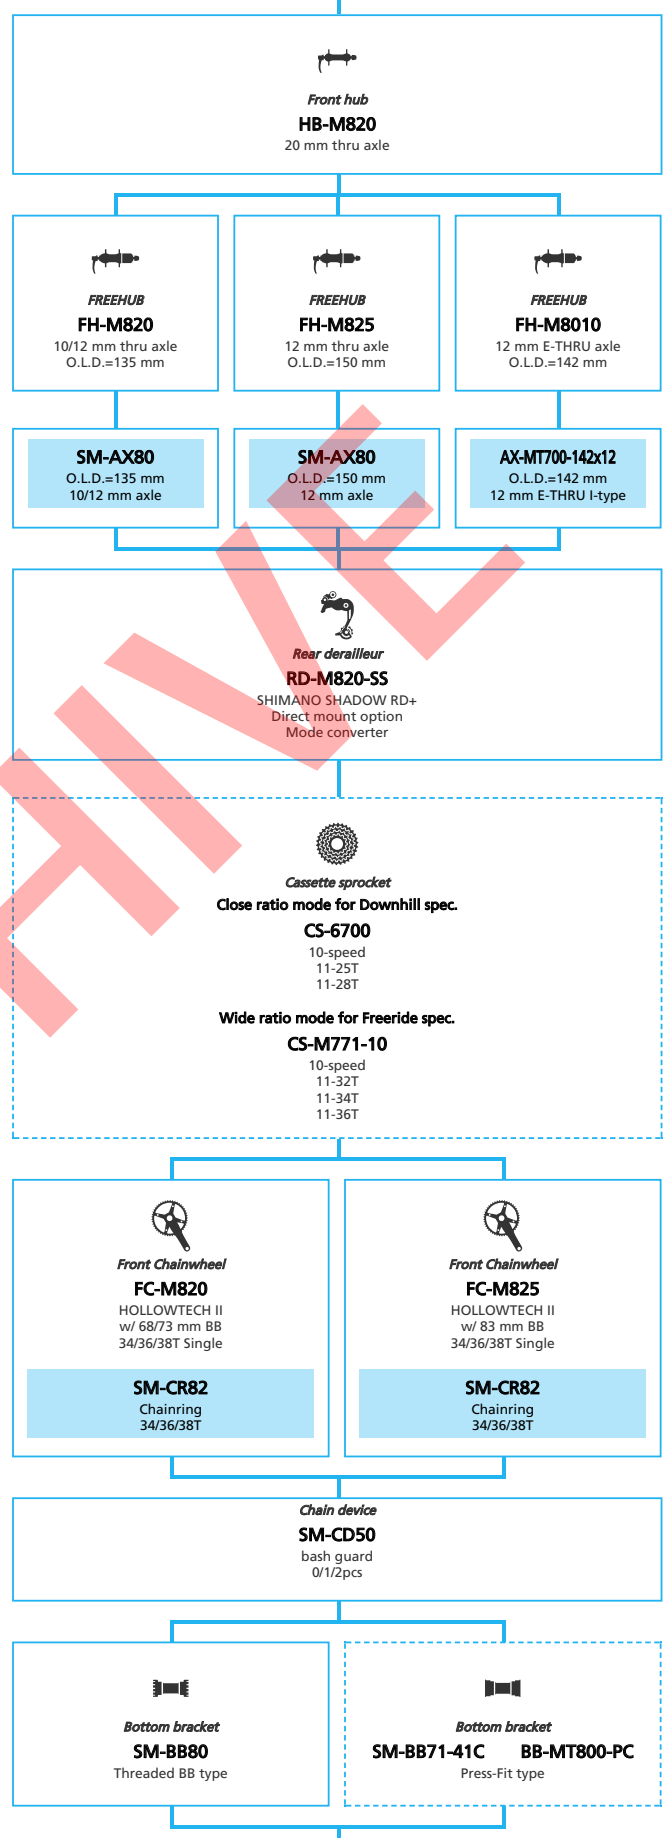 Front hub
HB-M820
20 mm thru axle
FREEHUB
FH-M820
10/12 mm thru axle
O.L.D.=135 mm
FREEHUB
FH-M825
12 mm thru axle
O.L.D.=150 mm
FREEHUB
FH-M8010
12 mm E-THRU axle
O.L.D.=142 mm
SM-AX80
O.L.D.=135 mm
10/12 mm axle
SM-AX80
O.L.D.=150 mm
12 mm axle
AX-MT700-142x12
O.L.D.=142 mm
12 mm E-THRU I-type
Rear derailleur
RD-M820-SS
SHIMANO SHADOW RD+
Direct mount option
Mode converter
Cassette sprocket
Close ratio mode for Downhill spec.
CS-6700
10-speed
11-25T
11-28T
Wide ratio mode for Freeride spec.
CS-M771-10
10-speed
11-32T
11-34T
11-36T
Front Chainwheel
FC-M820
HOLLOWTECH II
w/ 68/73 mm BB
34/36/38T Single
SM-CR82
Chainring
34/36/38T
Front Chainwheel
FC-M825
HOLLOWTECH II
w/ 83 mm BB
34/36/38T Single
SM-CR82
Chainring
34/36/38T
Chain device
SM-CD50
bash guard
0/1/2pcs
Bottom bracket
SM-BB80
Threaded BB type
Bottom bracket
SM-BB71-41C BB-MT800-PC
Press-Fit type
HIVE